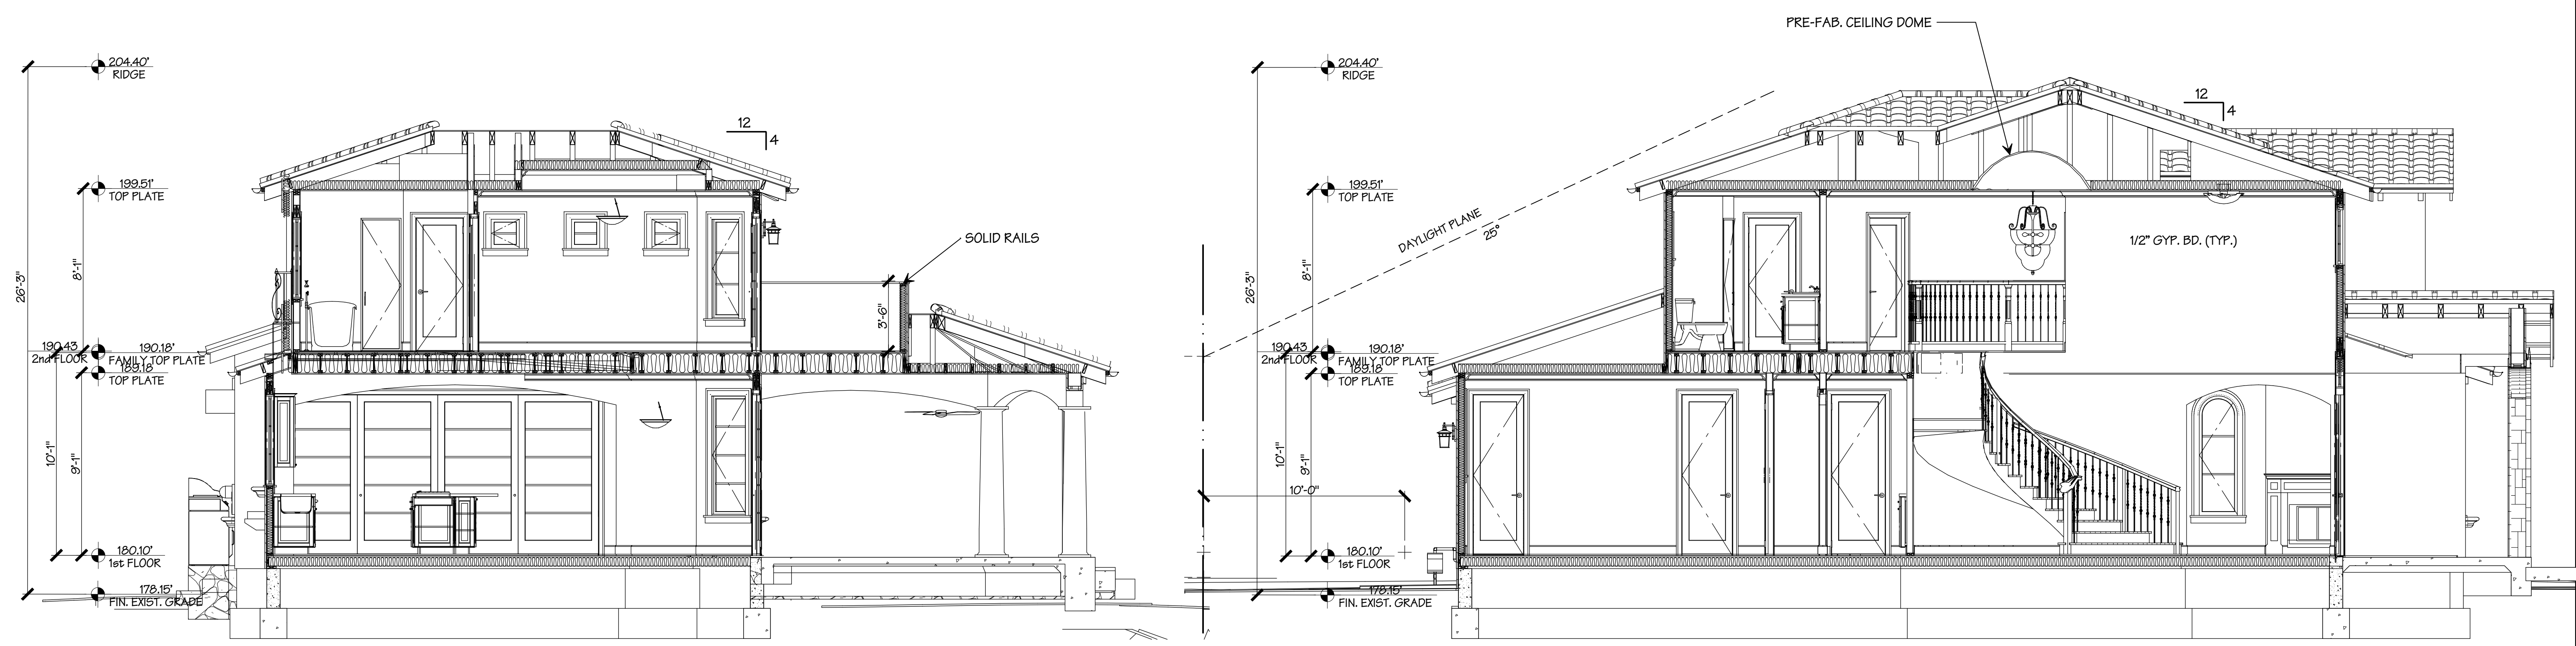 PRE-FAB. CEILING DOME
204.40'
RIDGE
12
4
199.51'
TOP PLATE
SOLID RAILS
26'-3"
8'-1"
3'-6"
190.43
2nd FLOOR
190.18'
FAMILY TOP PLATE
189.18'
TOP PLATE
10'-1"
9'-1"
180.10'
1st FLOOR
178.15'
FIN. EXIST. GRADE
204.40'
RIDGE
12
4
199.51'
TOP PLATE
DAYLIGHT PLANE
25°
1/2" GYP. BD. (TYP.)
26'-3"
8'-1"
190.43
2nd FLOOR
190.18'
FAMILY TOP PLATE
189.18
TOP PLATE
10'-1"
9'-1"
10'-0"
180.10'
1st FLOOR
178.15'
FIN. EXIST. GRADE